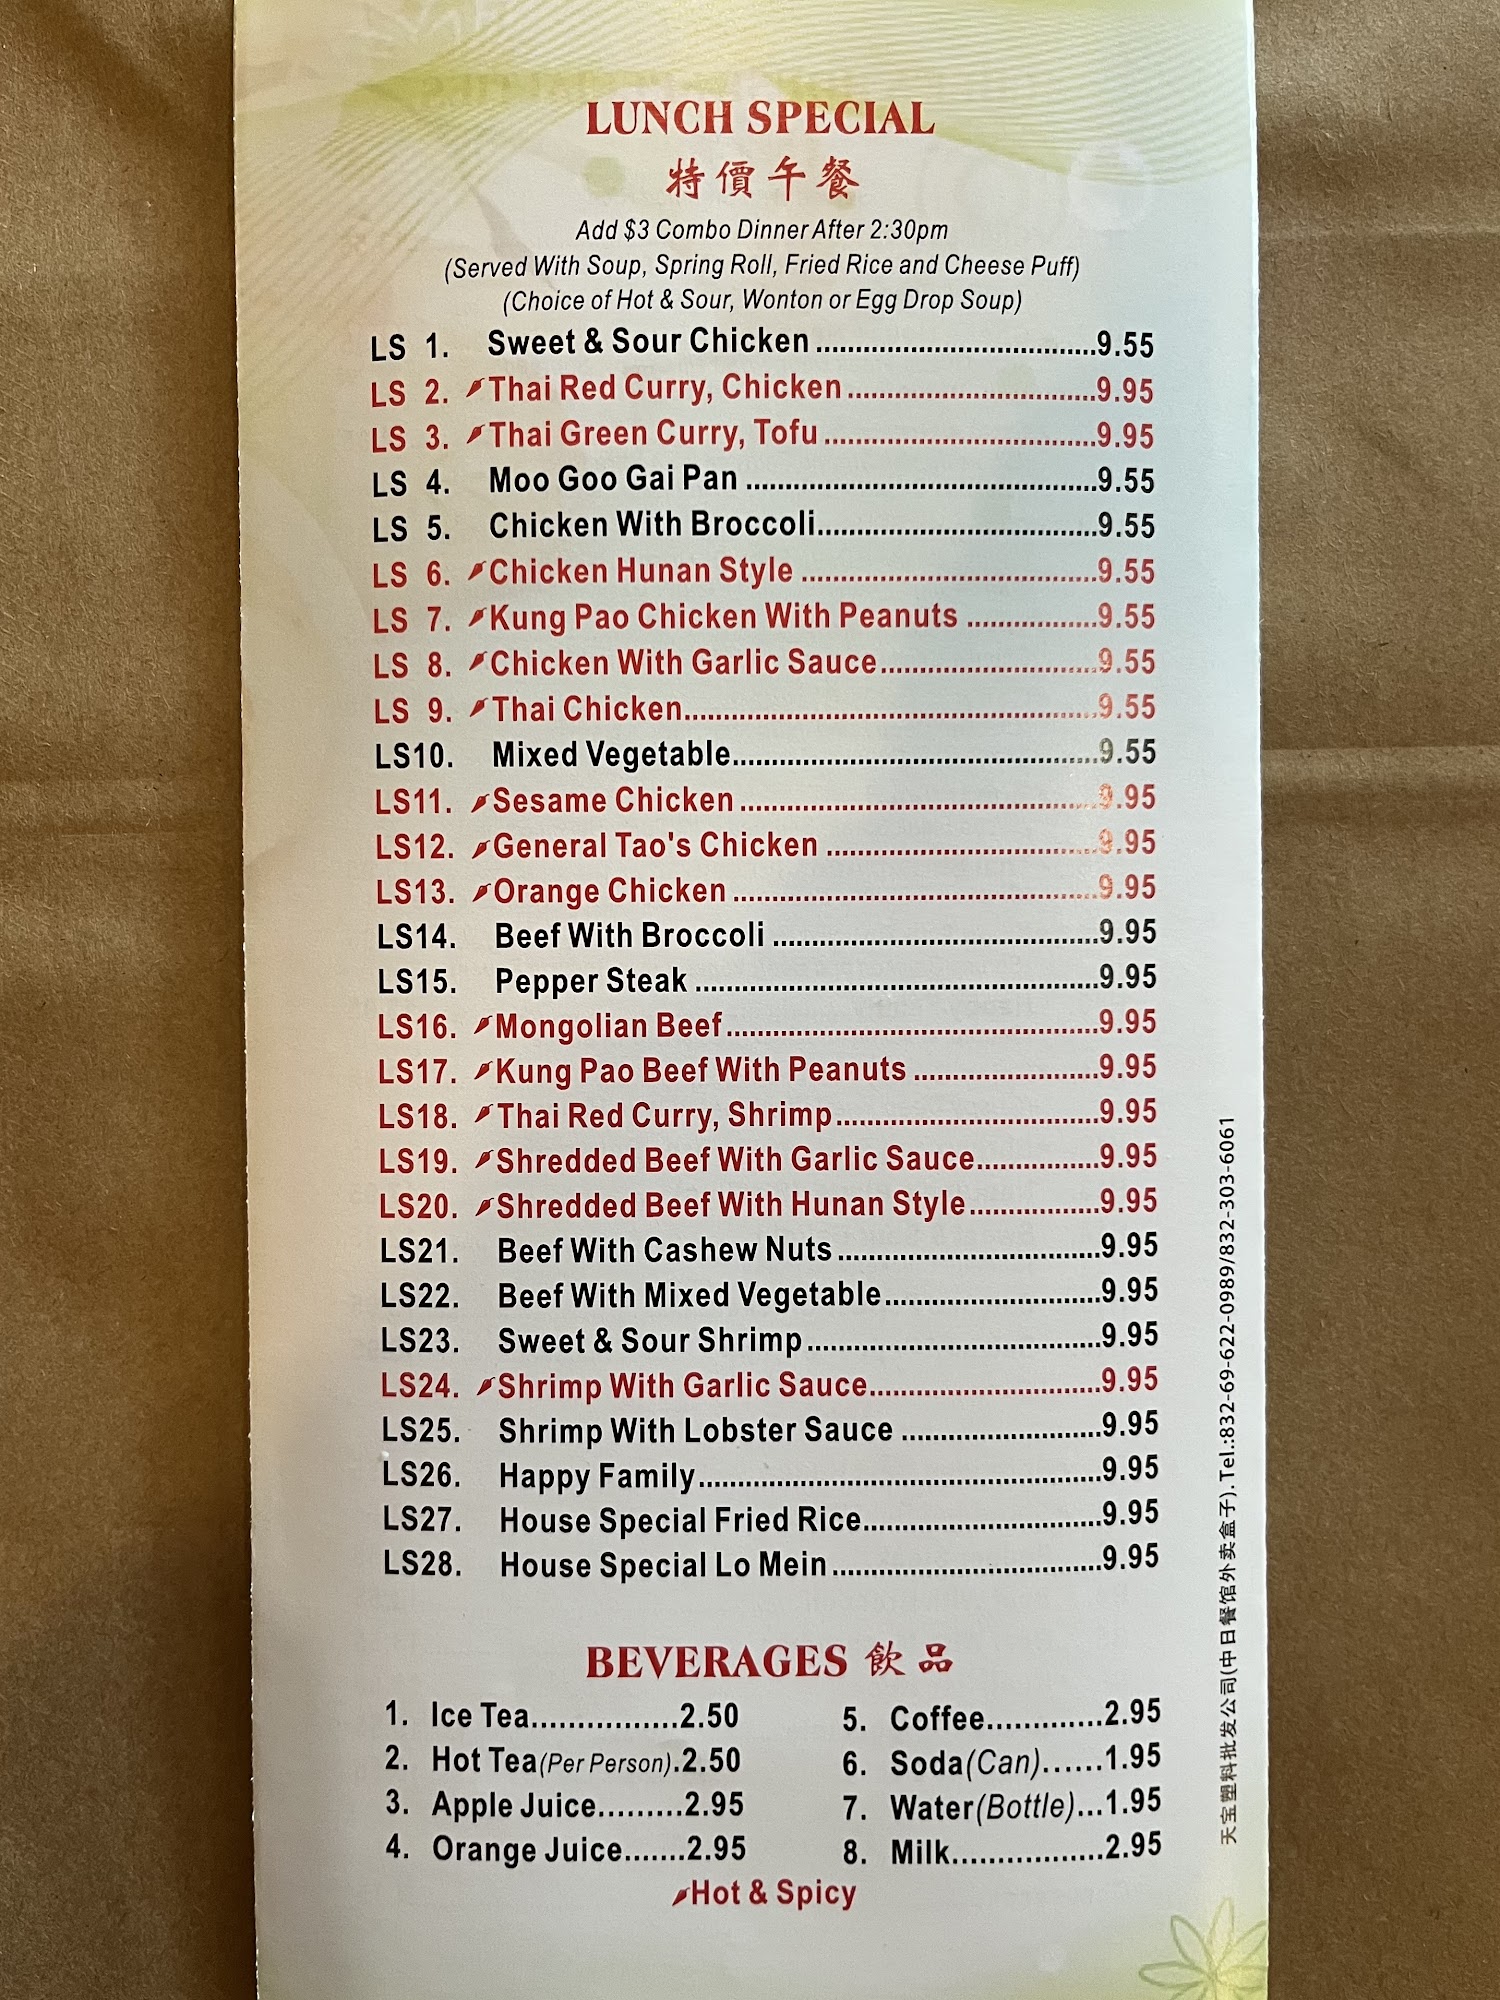 LUNCH SPECIAL
特價午餐
Add $3 Combo Dinner After 2:30pm
(Served With Soup, Spring Roll, Fried Rice and Cheese Puff)
(Choice of Hot & Sour, Wonton or Egg Drop Soup)
LS 1. Sweet & Sour Chicken....................................9.55
LS 2. Thai Red Curry, Chicken................................9.95
LS 3. Thai Green Curry, Tofu...................................9.95
LS 4. Moo Goo Gai Pan.............................................9.55
LS 5. Chicken With Broccoli....................................9.55
LS 6. Chicken Hunan Style......................................9.55
LS 7. Kung Pao Chicken With Peanuts.................9.55
LS 8. Chicken With Garlic Sauce............................9.55
LS 9. Thai Chicken.....................................................9.55
LS10. Mixed Vegetable...............................................9.55
LS11. Sesame Chicken..............................................9.95
LS12. General Tao's Chicken...................................9.95
LS13. Orange Chicken...............................................9.95
LS14. Beef With Broccoli..........................................9.95
LS15. Pepper Steak....................................................9.95
LS16. Mongolian Beef................................................9.95
LS17. Kung Pao Beef With Peanuts........................9.95
LS18. Thai Red Curry, Shrimp..................................9.95
LS19. Shredded Beef With Garlic Sauce................9.95
LS20. Shredded Beef With Hunan Style.................9.95
LS21. Beef With Cashew Nuts..................................9.95
LS22. Beef With Mixed Vegetable............................9.95
LS23. Sweet & Sour Shrimp......................................9.95
LS24. Shrimp With Garlic Sauce..............................9.95
LS25. Shrimp With Lobster Sauce..........................9.95
LS26. Happy Family....................................................9.95
LS27. House Special Fried Rice...............................9.95
LS28. House Special Lo Mein...................................9.95
BEVERAGES 飲品
1. Ice Tea.................2.50
2. Hot Tea(Per Person).2.50
3. Apple Juice.........2.95
4. Orange Juice.......2.95
5. Coffee.............2.95
6. Soda(Can)......1.95
7. Water(Bottle)...1.95
8. Milk.................2.95
Hot & Spicy
天宝塑料批发公司(中日餐馆外卖盒子). Tel.:832-69-622-0989/832-303-6061